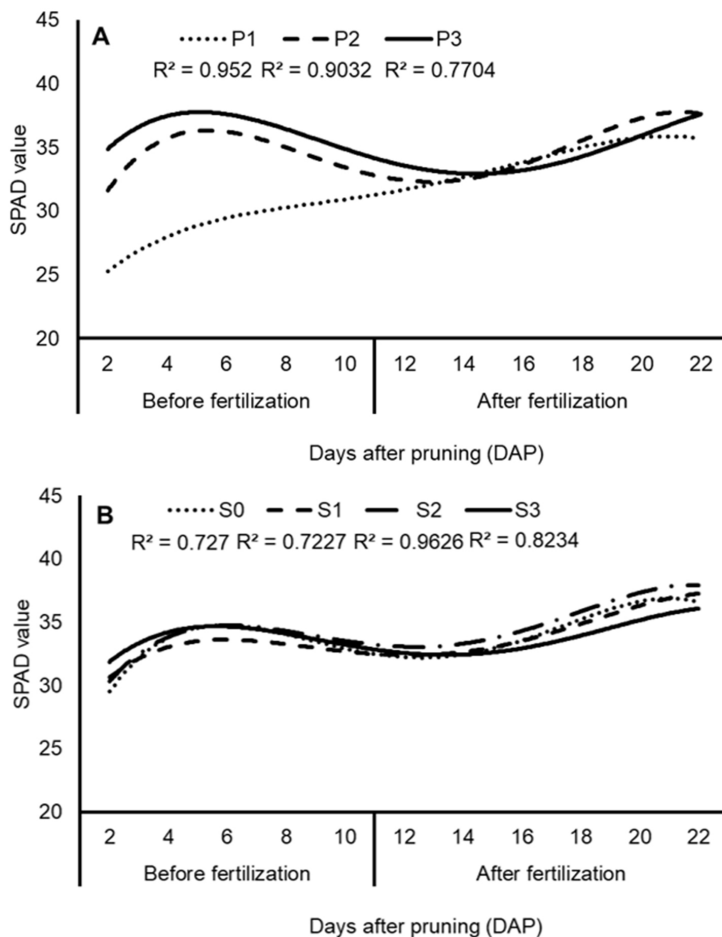 45
A P1 P2 P3
R² = 0.952 R² = 0.9032 R² = 0.7704
40
35
30
25
20
SPAD value
2 4 6 8 10 12 14 16 18 20 22
Before fertilization After fertilization
Days after pruning (DAP)
45
B S0 S1 S2 S3
R² = 0.727 R² = 0.7227 R² = 0.9626 R² = 0.8234
40
35
30
25
20
SPAD value
2 4 6 8 10 12 14 16 18 20 22
Before fertilization After fertilization
Days after pruning (DAP)